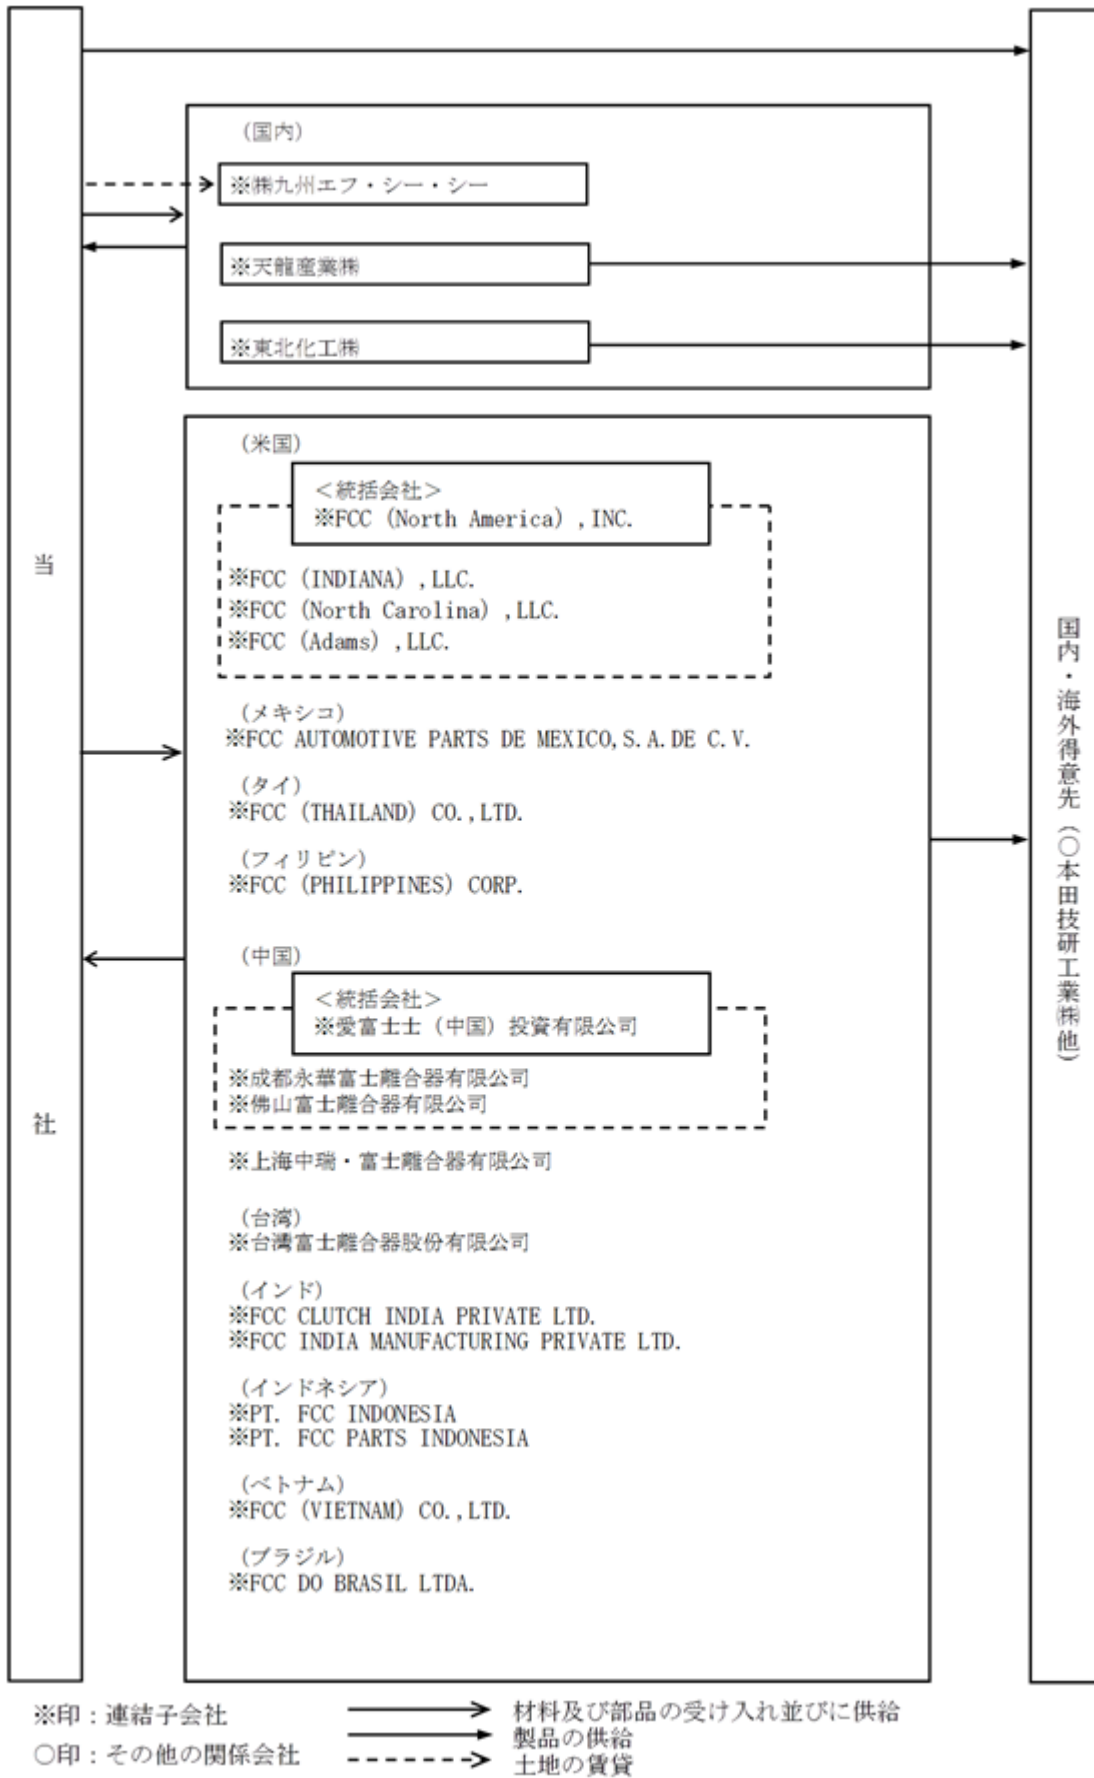 当社
(国内)
※㈱九州エフ・シー・シー
※天龍産業㈱
※東北化工㈱
(米国)
<統括会社>
※FCC (North America) ,INC.
※FCC (INDIANA) ,LLC.
※FCC (North Carolina) ,LLC.
※FCC (Adams) ,LLC.
(メキシコ)
※FCC AUTOMOTIVE PARTS DE MEXICO,S.A.DE C.V.
(タイ)
※FCC (THAILAND) CO.,LTD.
(フィリピン)
※FCC (PHILIPPINES) CORP.
(中国)
<統括会社>
※愛富士士(中国)投資有限公司
※成都永華富士離合器有限公司
※佛山富士離合器有限公司
※上海中瑞・富士離合器有限公司
(台湾)
※台灣富士離合器股份有限公司
(インド)
※FCC CLUTCH INDIA PRIVATE LTD.
※FCC INDIA MANUFACTURING PRIVATE LTD.
(インドネシア)
※PT. FCC INDONESIA
※PT. FCC PARTS INDONESIA
(ベトナム)
※FCC (VIETNAM) CO.,LTD.
(ブラジル)
※FCC DO BRASIL LTDA.
国内・海外得意先(○本田技研工業㈱他)
※印:連結子会社
○印:その他の関係会社
材料及び部品の受け入れ並びに供給
製品の供給
土地の賃貸